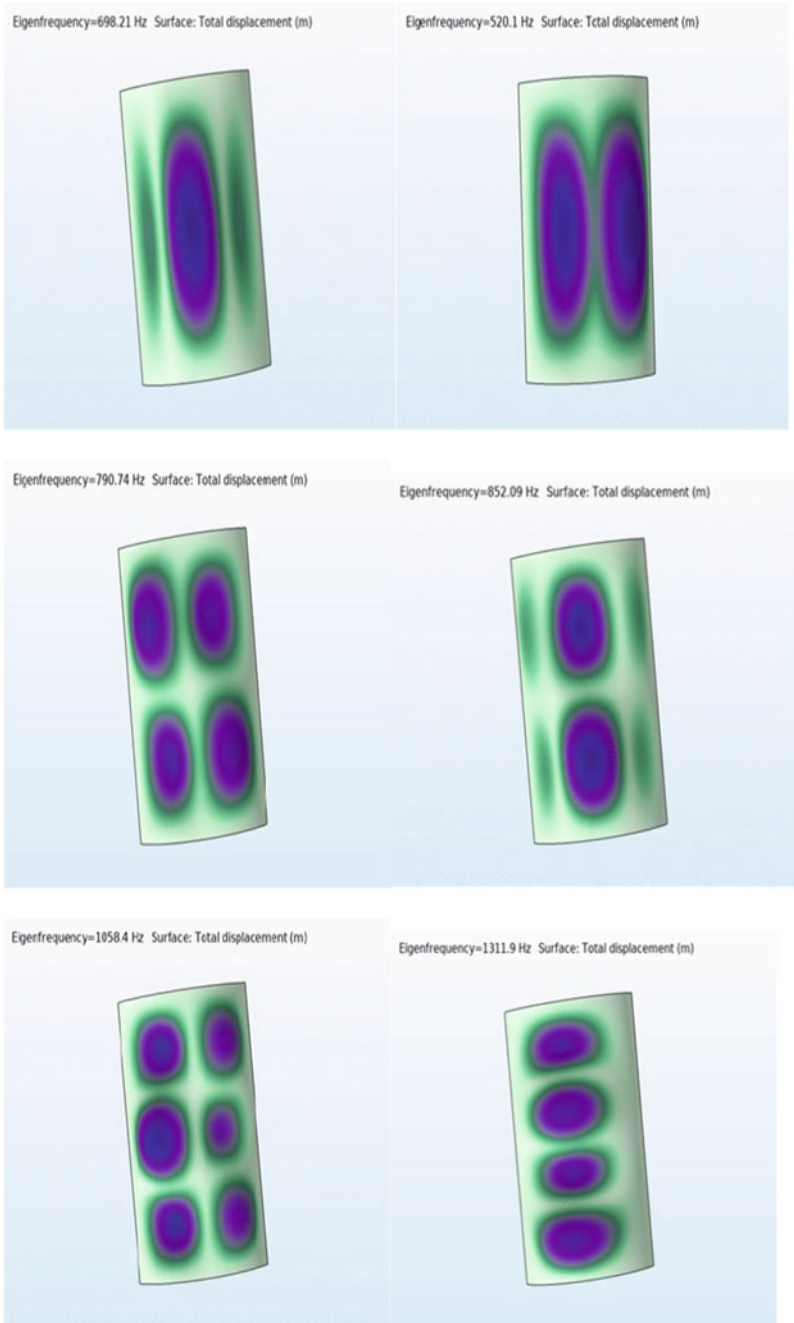 Eigenfrequency=698.21 Hz Surface: Total displacement (m)
Eigenfrequency=520.1 Hz Surface: Tctal displacement (m)
Eigenfrequency=790.74 Hz Surface: Total displacement (m)
Eigenfrequency=852.09 Hz Surface: Total displacement (m)
Eigenfrequency=1058.4 Hz Surface: Total displacement (m)
Eigenfrequency=1311.9 Hz Surface: Total displacement (m)